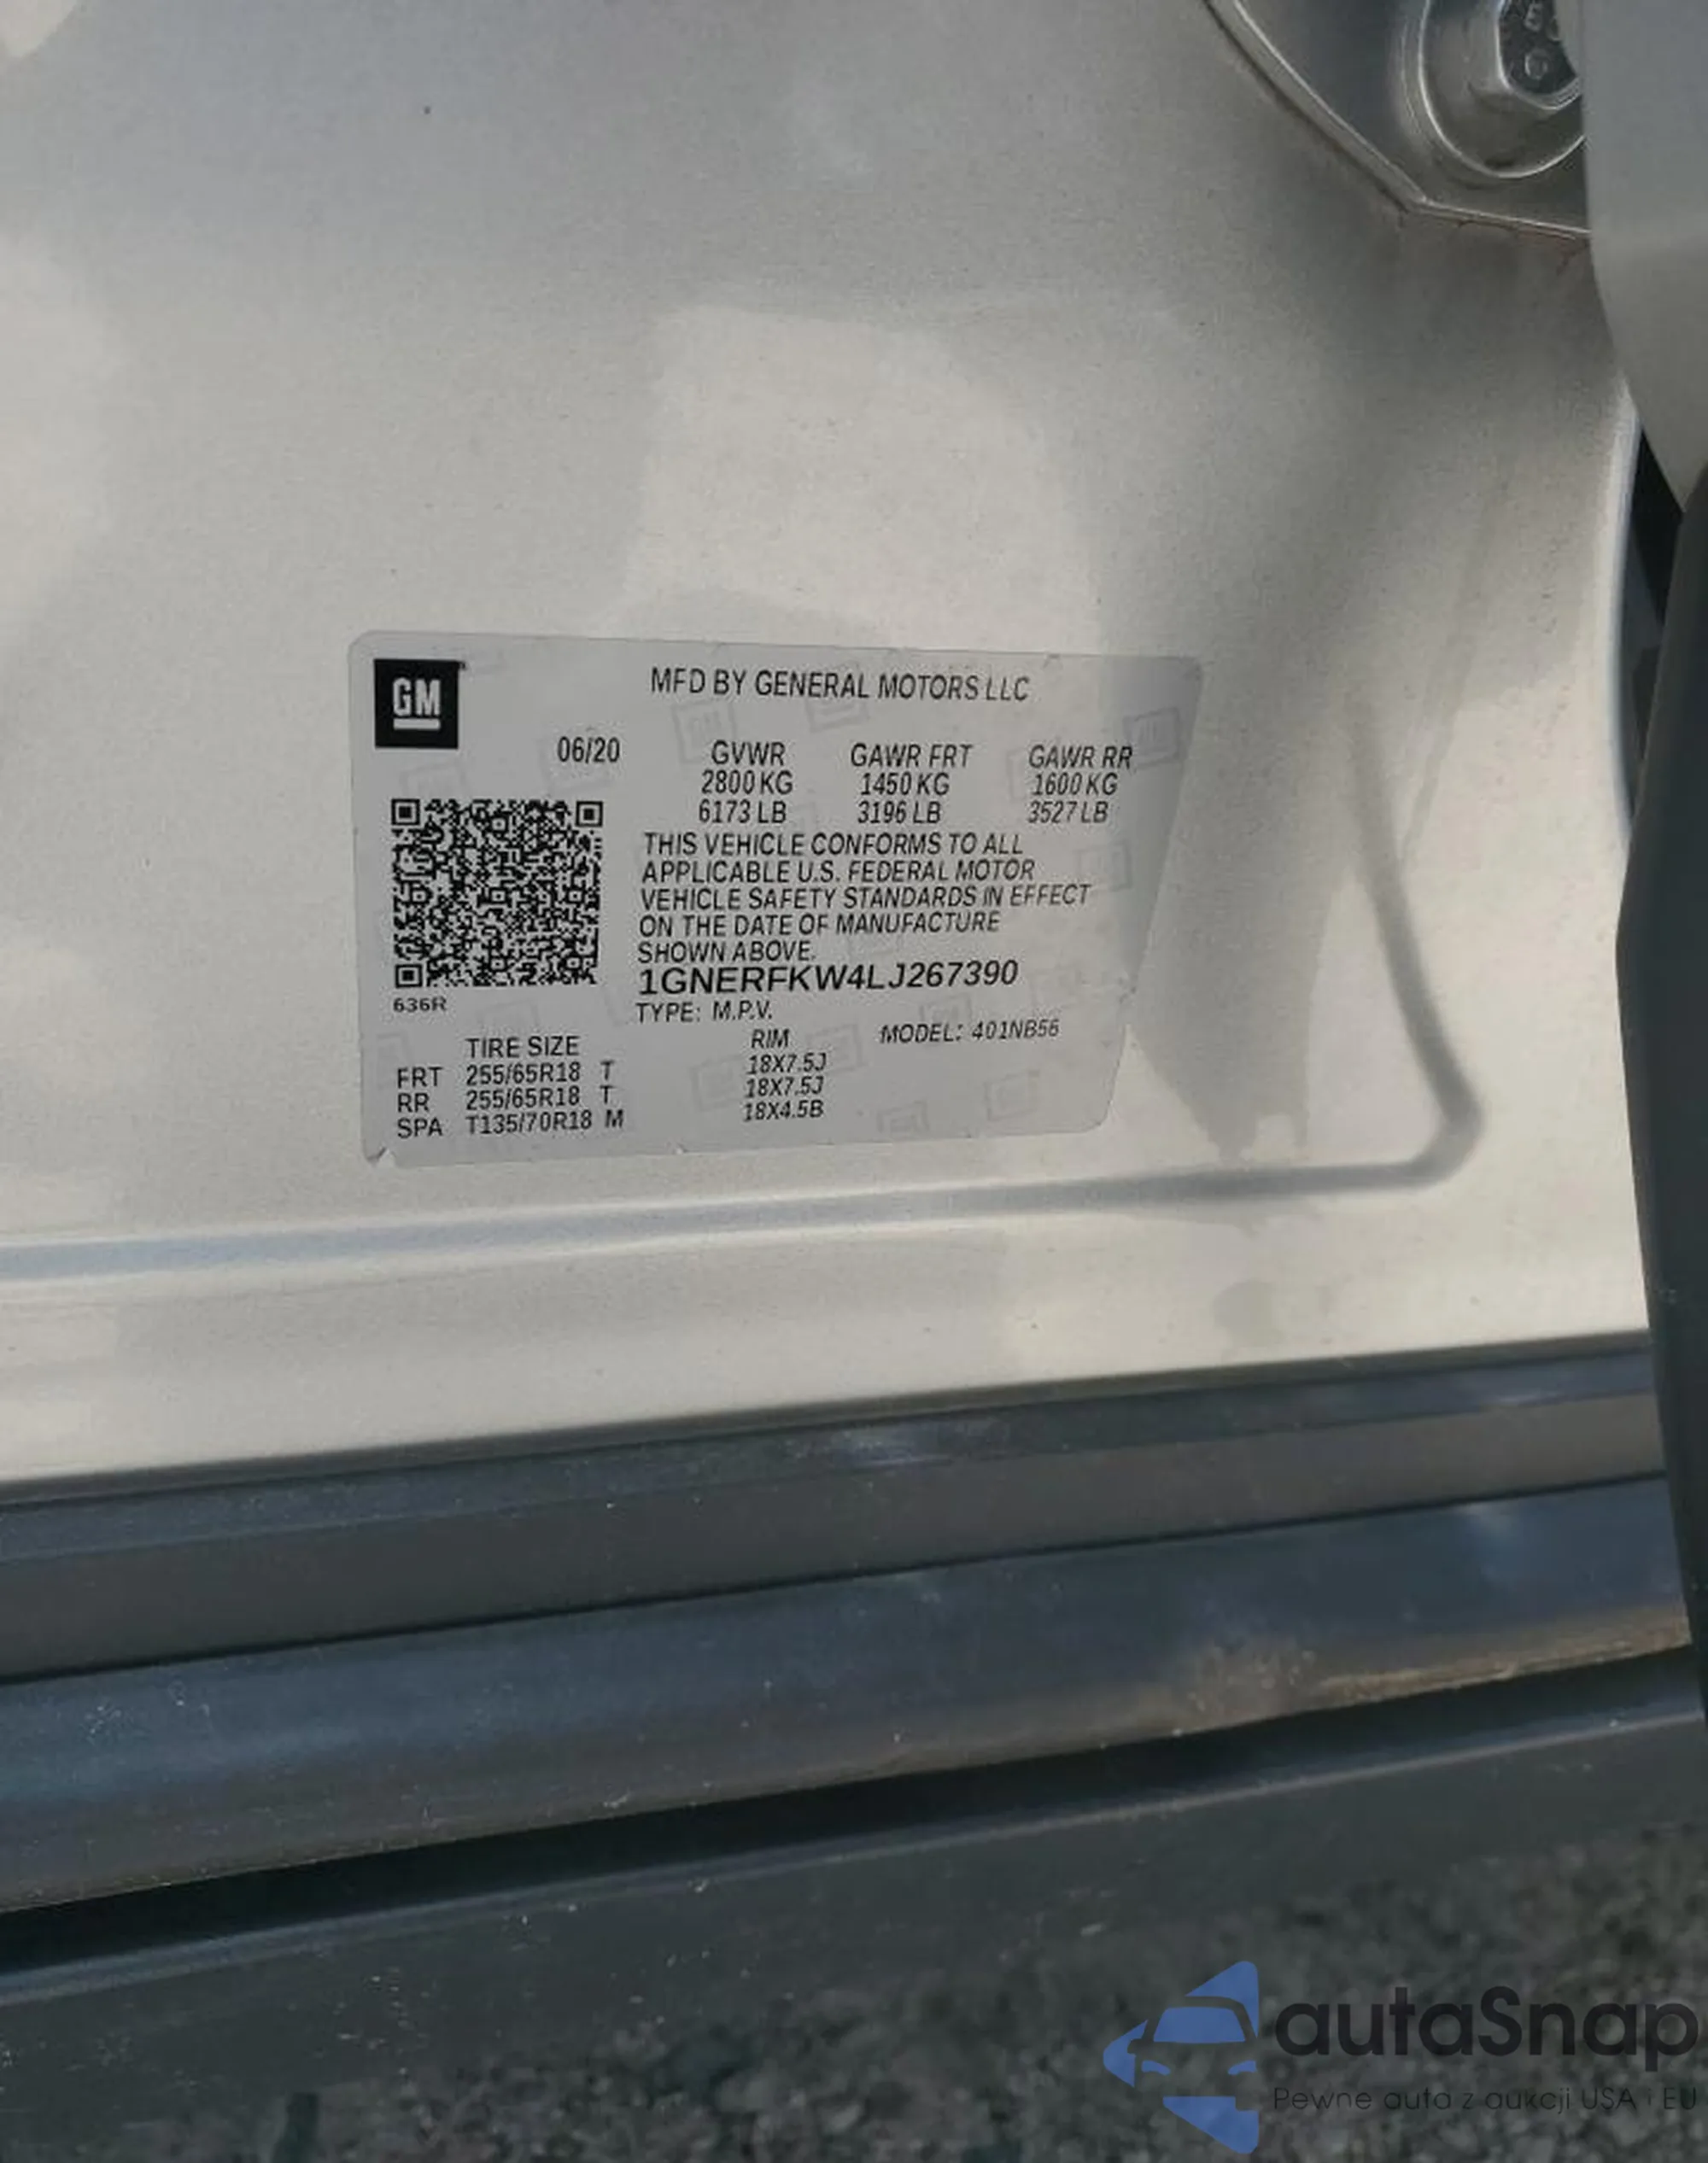 GM
MFD BY GENERAL MOTORS LLC
06/20 GVWR GAWR FRT GAWR RR
2800 KG 1450 KG 1600 KG
6173 LB 3196 LB 3527 LB
THIS VEHICLE CONFORMS TO ALL
APPLICABLE U.S. FEDERAL MOTOR
VEHICLE SAFETY STANDARDS IN EFFECT
ON THE DATE OF MANUFACTURE
SHOWN ABOVE.
1GNERFKW4LJ267390
636R
TYPE: M.P.V.
TIRE SIZE RIM MODEL: 401NB56
FRT 255/65R18 T 18X7.5J
RR 255/65R18 T 18X7.5J
SPA T135/70R18 M 18X4.5B
autaSnap
Pewne auta z aukcji USA i EU